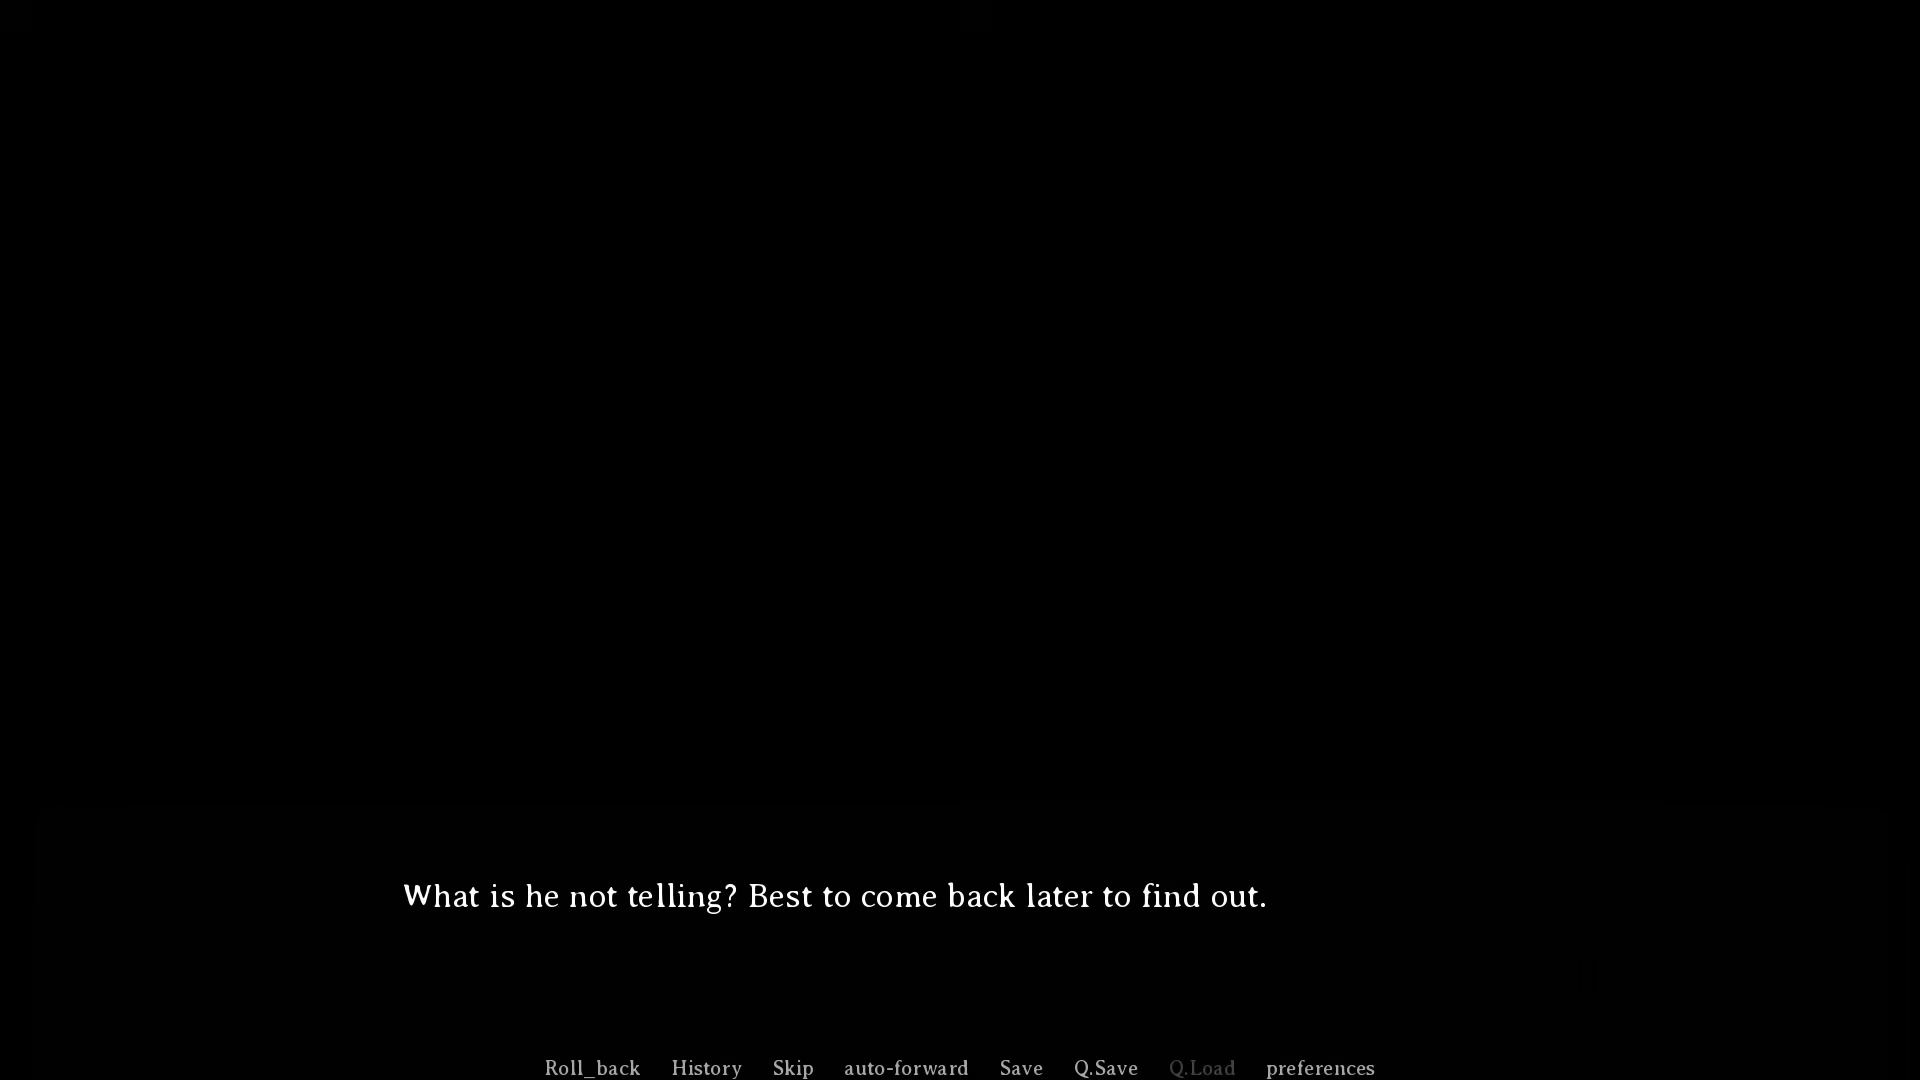 What is he not telling? Best to come back later to find out.
Roll_back History Skip auto-forward Save Q.Save Q.Load preferences